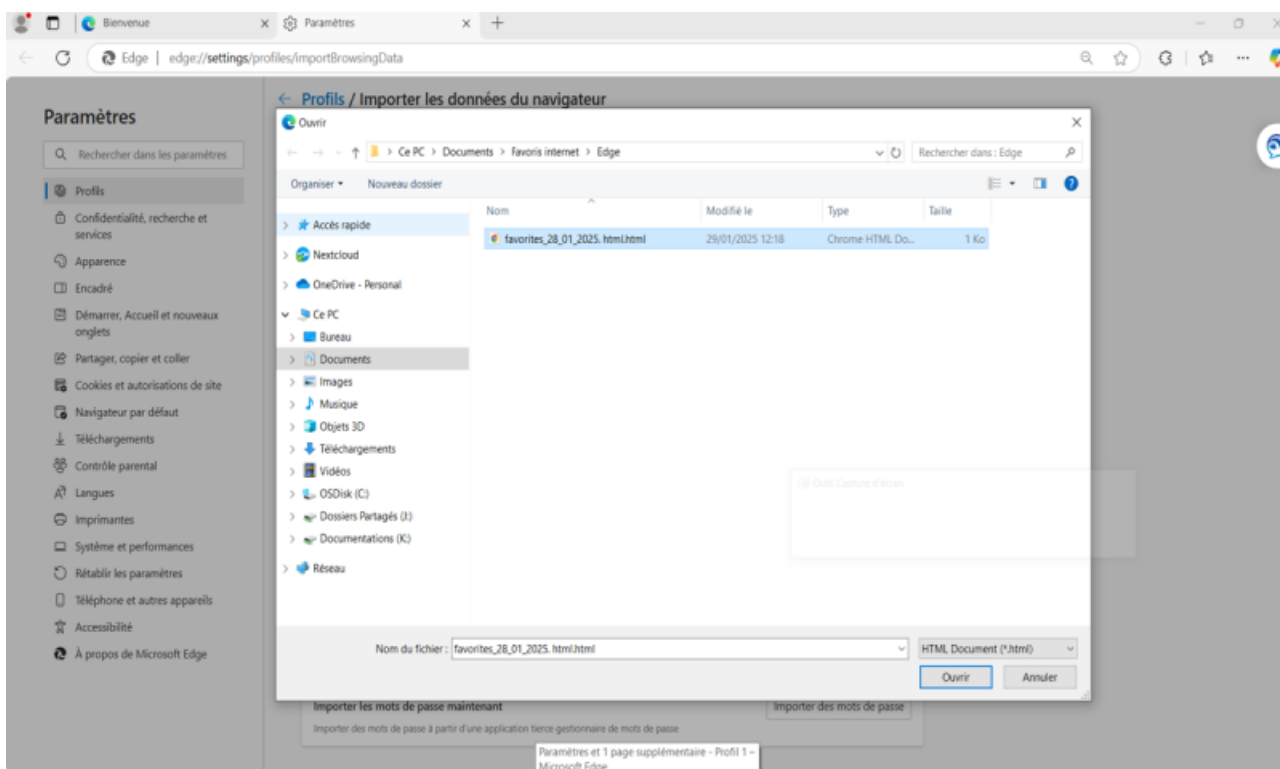 Bienvenue
Paramètres
Edge | edge://settings/profiles/importBrowsingData
Paramètres
Rechercher dans les paramètres
Profils
Confidentialité, recherche et
services
Apparence
Encadré
Démarrer, Accueil et nouveaux
onglets
Partager, copier et coller
Cookies et autorisations de site
Navigateur par défaut
Téléchargements
Contrôle parental
Langues
Imprimantes
Système et performances
Rétablir les paramètres
Téléphone et autres appareils
Accessibilité
À propos de Microsoft Edge
Profils / Importer les données du navigateur
Ouvrir
Ce PC > Documents > Favoris internet > Edge
Rechercher dans : Edge
Organiser
Nouveau dossier
Nom
Modifié le
Type
Taille
favorites_28_01_2025. html.html
29/01/2025 12:18
Chrome HTML Do...
1 Ko
Accès rapide
Nextcloud
OneDrive - Personal
Ce PC
Bureau
Documents
Images
Musique
Objets 3D
Téléchargements
Vidéos
OSDisk (C:)
Dossiers Partagés (J:)
Documentations (K:)
Réseau
Outil Capture d'écran
Nom du fichier : favorites_28_01_2025. html.html
HTML Document (*.html)
Ouvrir
Annuler
Importer les mots de passe maintenant
Importer des mots de passe à partir d'une application tierce gestionnaire de mots de passe
Importer des mots de passe
Paramètres et 1 page supplémentaire - Profil 1 –
Microsoft Edge